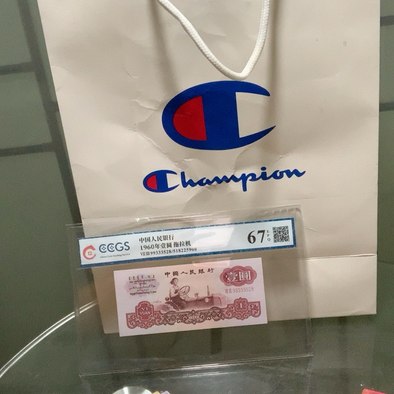 Champion
CCGS
中国人民银行
1960年壹圆 拖拉机
67
EPQ
中國人民銀行
壹圓